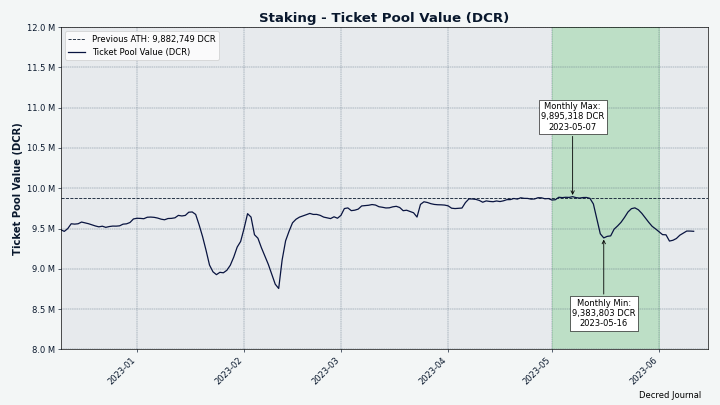 Staking - Ticket Pool Value (DCR)
Previous ATH: 9,882,749 DCR
Ticket Pool Value (DCR)
Ticket Pool Value (DCR)
12.0 M
11.5 M
11.0 M
10.5 M
10.0 M
9.5 M
9.0 M
8.5 M
8.0 M
Monthly Max:
9,895,318 DCR
2023-05-07
Monthly Min:
9,383,803 DCR
2023-05-16
2023-01
2023-02
2023-03
2023-04
2023-05
2023-06
Decred Journal